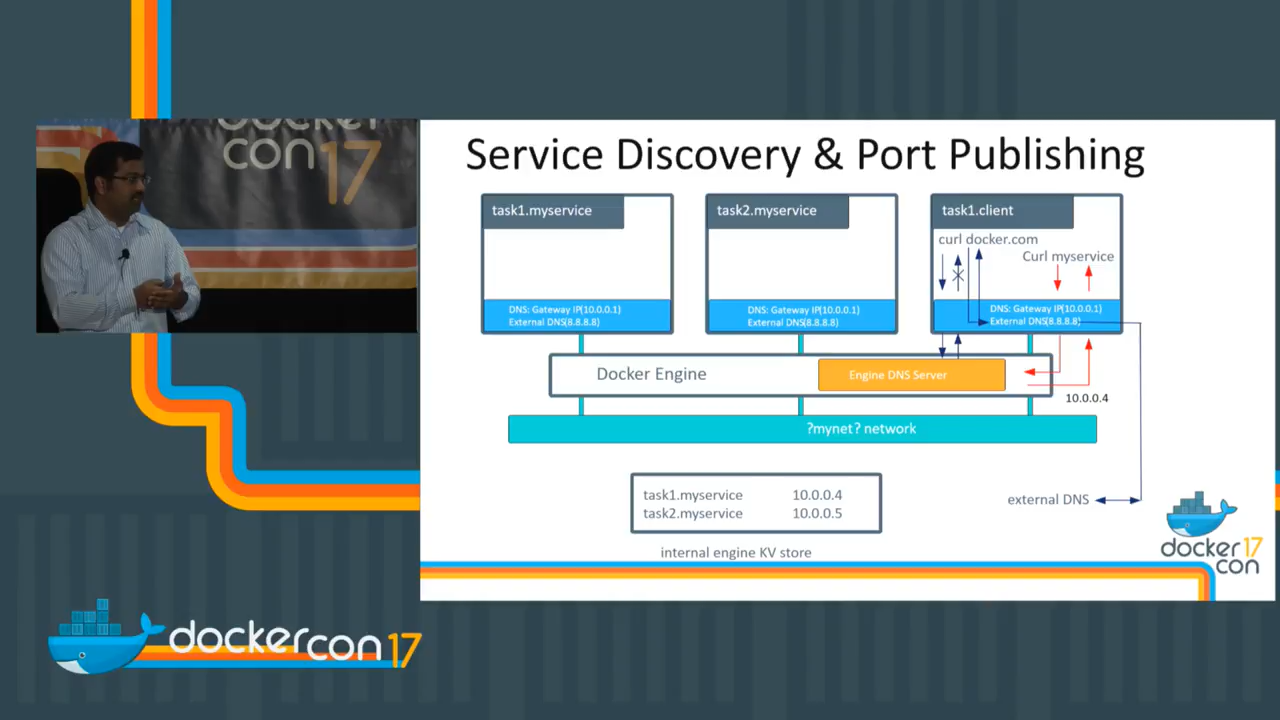 docker
con 17
Service Discovery & Port Publishing
task1.myservice
DNS: Gateway IP(10.0.0.1)
External DNS(8.8.8.8)
task2.myservice
DNS: Gateway IP(10.0.0.1)
External DNS(8.8.8.8)
task1.client
curl docker.com
Curl myservice
DNS: Gateway IP(10.0.0.1)
External DNS(8.8.8.8)
Docker Engine
Engine DNS Server
10.0.0.4
?mynet? network
task1.myservice 10.0.0.4
task2.myservice 10.0.0.5
internal engine KV store
external DNS
docker 17
con
dockercon 17